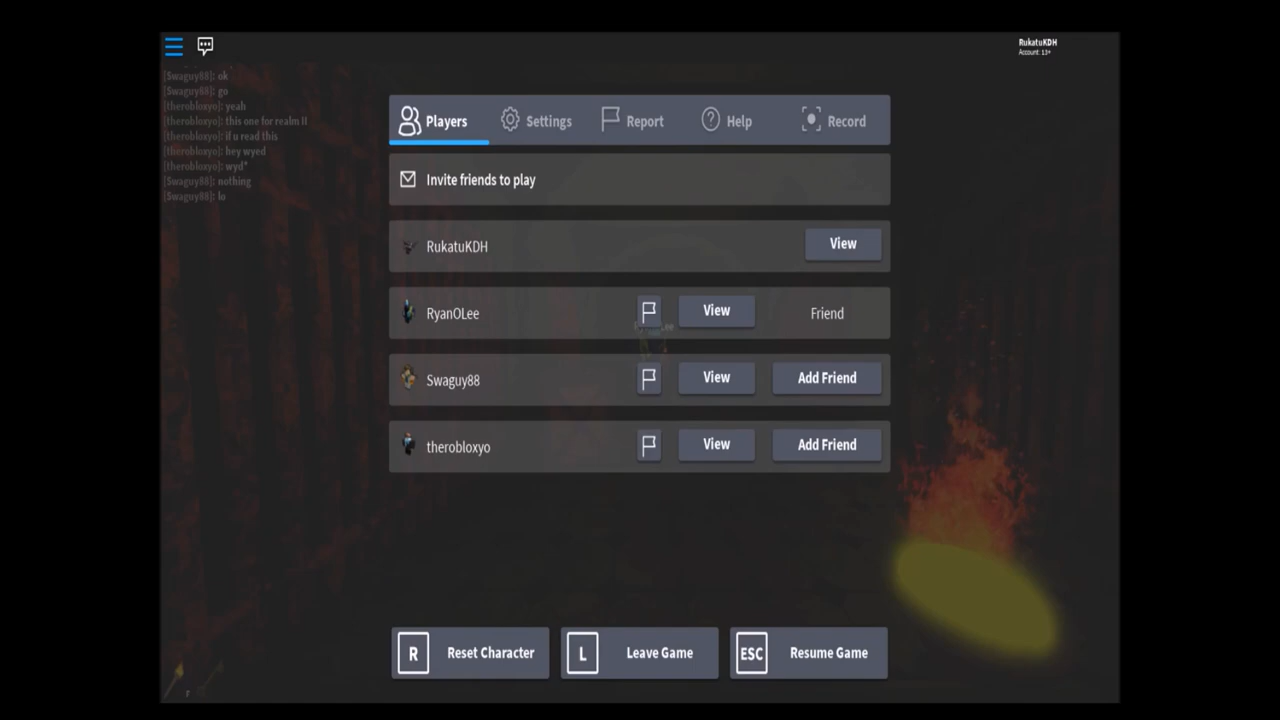 RukatuKDH
Account: 13+
[Swaguy88]: ok
[Swaguy88]: go
[therobloxyo]: yeah
[therobloxyo]: this one for realm II
[therobloxyo]: if u read this
[therobloxyo]: hey wyed
[therobloxyo]: wyd*
[Swaguy88]: nothing
[Swaguy88]: lo
Players
Settings
Report
Help
Record
Invite friends to play
RukatuKDH
View
RyanOLee
View
Friend
Swaguy88
View
Add Friend
therobloxyo
View
Add Friend
R
Reset Character
L
Leave Game
ESC
Resume Game
F